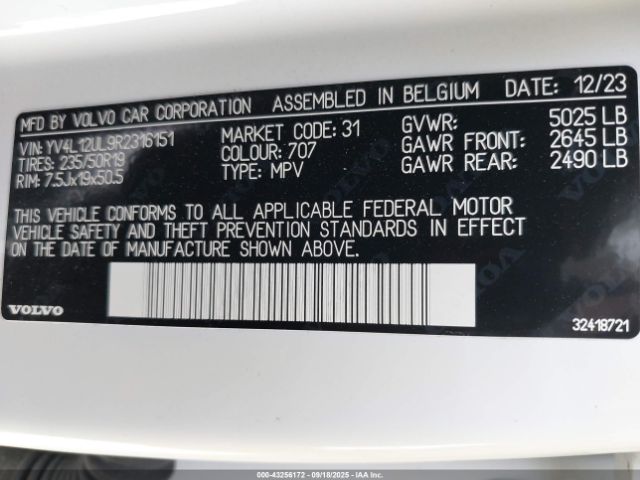 MFD BY VOLVO CAR CORPORATION ASSEMBLED IN BELGIUM DATE: 12/23
VIN: YV4L12UL9R2316151 MARKET CODE: 31 GVWR: 5025 LB
TIRES: 235/50R19 COLOUR: 707 GAWR FRONT: 2645 LB
RIM: 7.5Jx19x50.5 TYPE: MPV GAWR REAR: 2490 LB
THIS VEHICLE CONFORMS TO ALL APPLICABLE FEDERAL MOTOR
VEHICLE SAFETY AND THEFT PREVENTION STANDARDS IN EFFECT
ON THE DATE OF MANUFACTURE SHOWN ABOVE.
VOLVO 32418721
000-43256172 - 09/18/2025 - IAAI.com